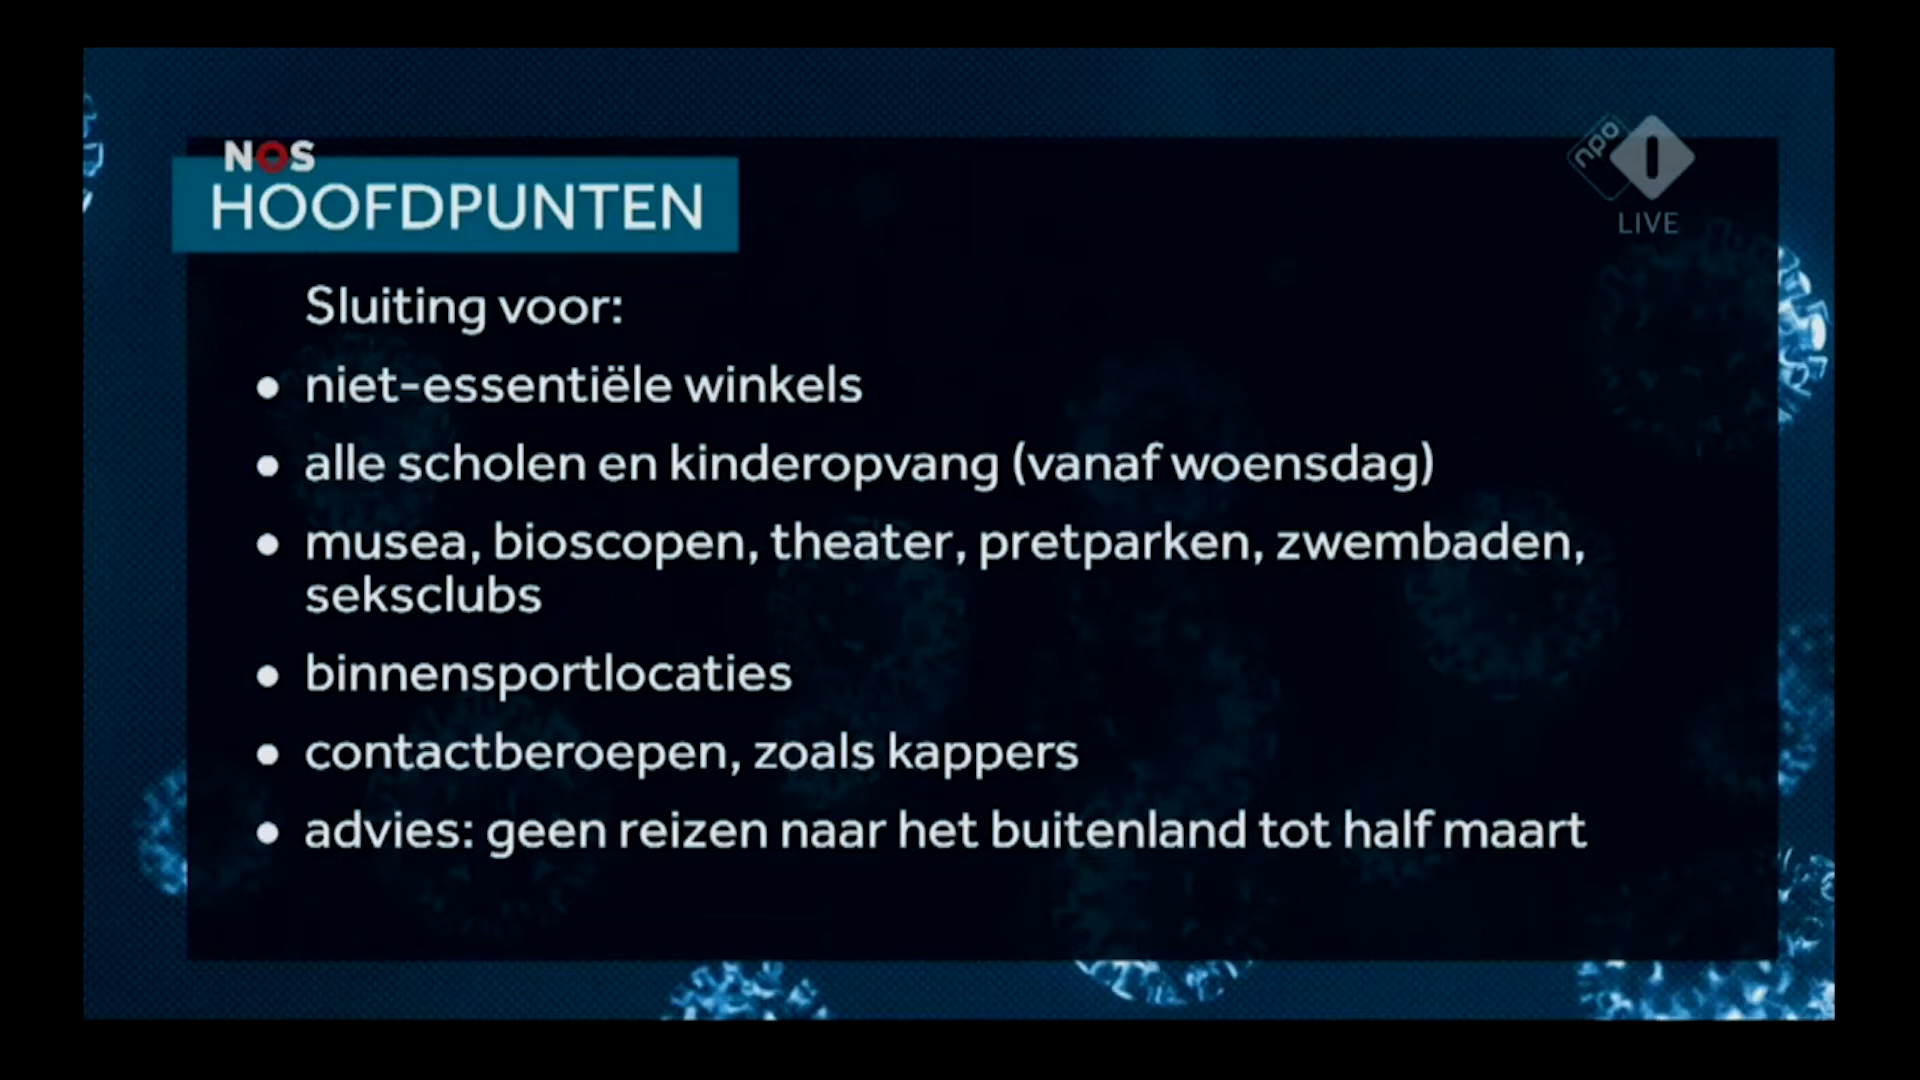 NOS
HOOFDPUNTEN
npo
1
LIVE
Sluiting voor:
• niet-essentiële winkels
• alle scholen en kinderopvang (vanaf woensdag)
• musea, bioscopen, theater, pretparken, zwembaden,
seksclubs
• binnensportlocaties
• contactberoepen, zoals kappers
• advies: geen reizen naar het buitenland tot half maart